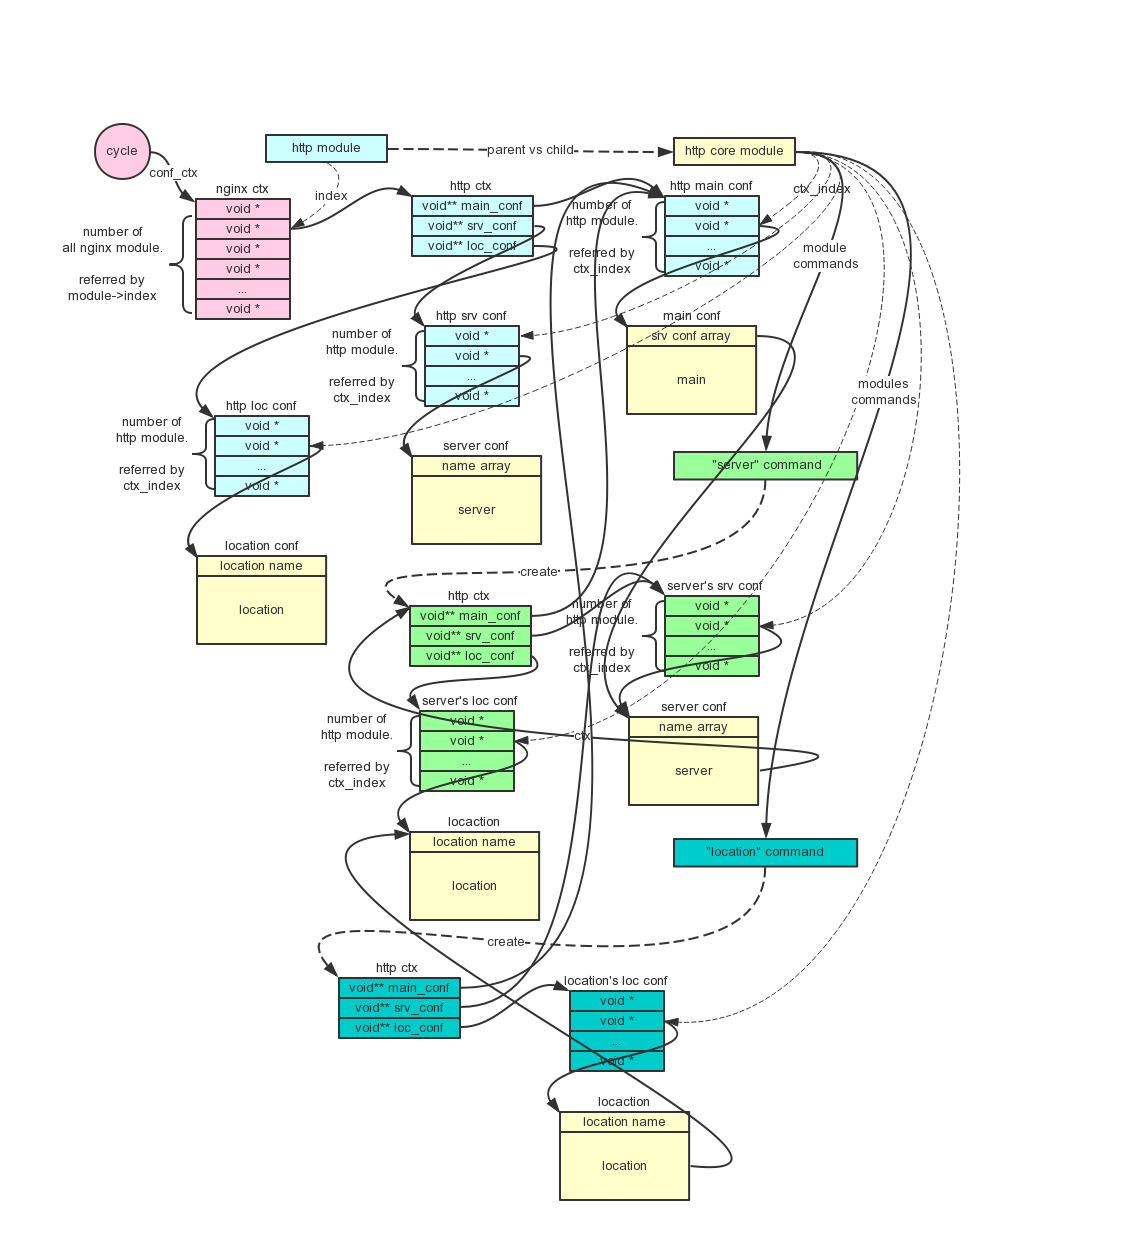 cycle
http module
parent vs child
http core module
conf_ctx
nginx ctx
index
http ctx
http main conf
ctx_index
void *
void *
void *
void *
...
void *
number of
all nginx module.
referred by
module->index
void** main_conf
void** srv_conf
void** loc_conf
number of
http module.
referred by
ctx_index
void *
void *
...
void *
module
commands
http srv conf
number of
http module.
referred by
ctx_index
void *
void *
...
void *
main conf
srv conf array
main
modules
commands
http loc conf
number of
http module.
referred by
ctx_index
void *
void *
...
void *
server conf
name array
server
"server" command
location conf
location name
location
create
http ctx
void** main_conf
void** srv_conf
void** loc_conf
server's srv conf
number of
http module.
referred by
ctx_index
void *
void *
...
void *
server's loc conf
number of
http module.
referred by
ctx_index
void *
void *
...
void *
ctx
server conf
name array
server
locaction
location name
location
"location" command
create
http ctx
void** main_conf
void** srv_conf
void** loc_conf
location's loc conf
void *
void *
...
void *
locaction
location name
location